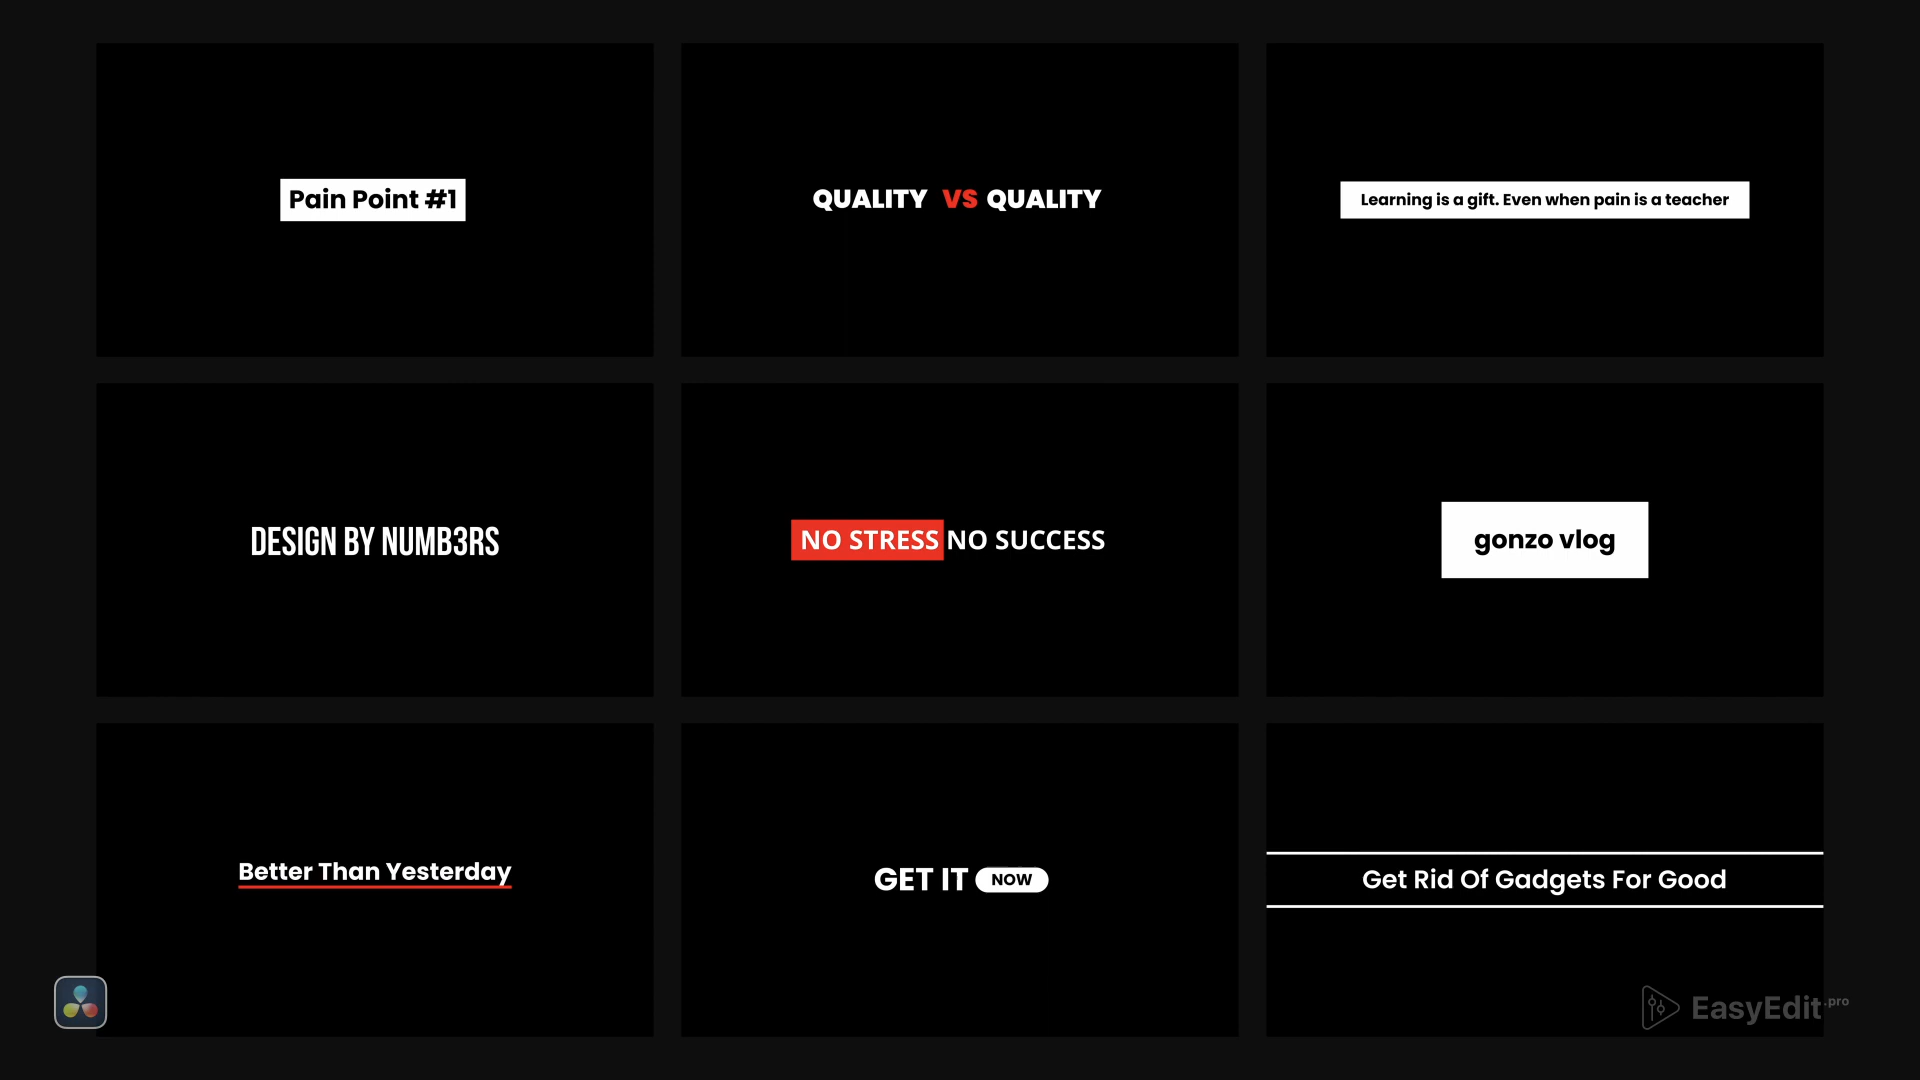 Pain Point #1
QUALITY VS QUALITY
Learning is a gift. Even when pain is a teacher
DESIGN BY NUMB3RS
NO STRESS NO SUCCESS
gonzo vlog
Better Than Yesterday
GET IT NOW
Get Rid Of Gadgets For Good
EasyEdit.pro